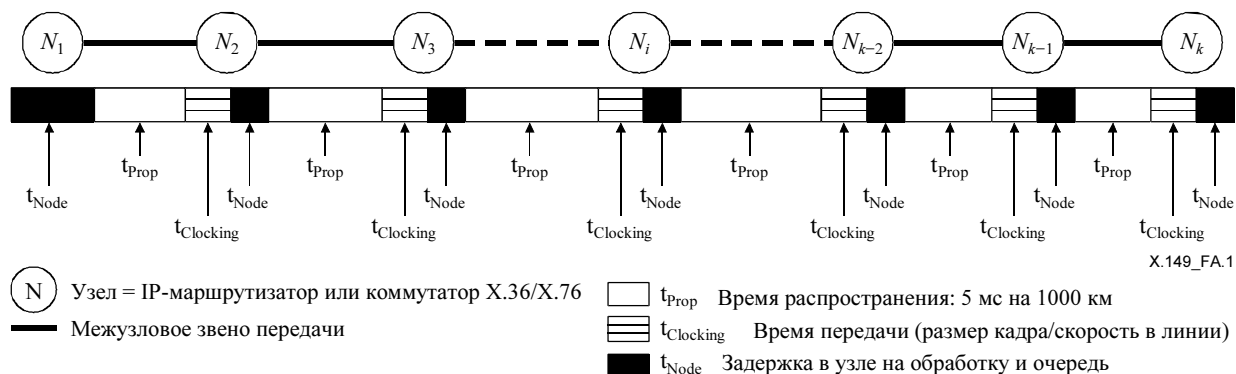 N1 N2 N3 Ni Nk–2 Nk–1 Nk
tProp tProp tProp tProp tProp tProp
tNode tNode tNode tNode tNode tNode tNode
tClocking tClocking tClocking tClocking tClocking tClocking
X.149_FA.1
N Узел = IP-маршрутизатор или коммутатор X.36/X.76
Межузловое звено передачи
tProp Время распространения: 5 мс на 1000 км
tClocking Время передачи (размер кадра/скорость в линии)
tNode Задержка в узле на обработку и очередь